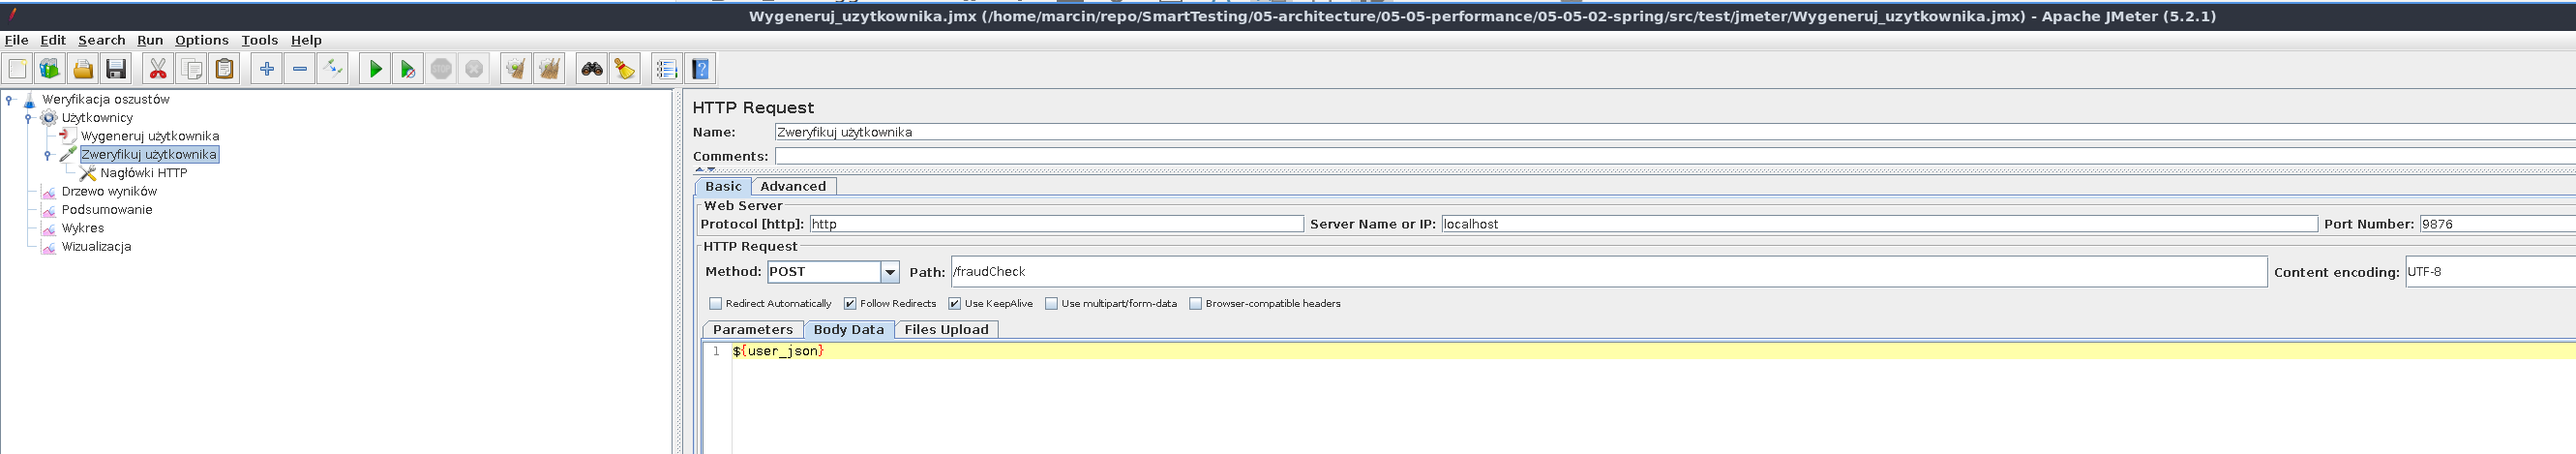 Wygeneruj_uzytkownika.jmx (/home/marcin/repo/SmartTesting/05-architecture/05-05-performance/05-05-02-spring/src/test/jmeter/Wygeneruj_uzytkownika.jmx) - Apache JMeter (5.2.1)
File Edit Search Run Options Tools Help
STOP
Weryfikacja oszustów
Użytkownicy
Wygeneruj użytkownika
Zweryfikuj użytkownika
Nagłówki HTTP
Drzewo wyników
Podsumowanie
Wykres
Wizualizacja
HTTP Request
Name: Zweryfikuj użytkownika
Comments:
Basic Advanced
Web Server
Protocol [http]: http Server Name or IP: localhost Port Number: 9876
HTTP Request
Method: POST Path: /fraudCheck Content encoding: UTF-8
Redirect Automatically Follow Redirects Use KeepAlive Use multipart/form-data Browser-compatible headers
Parameters Body Data Files Upload
1 ${user_json}